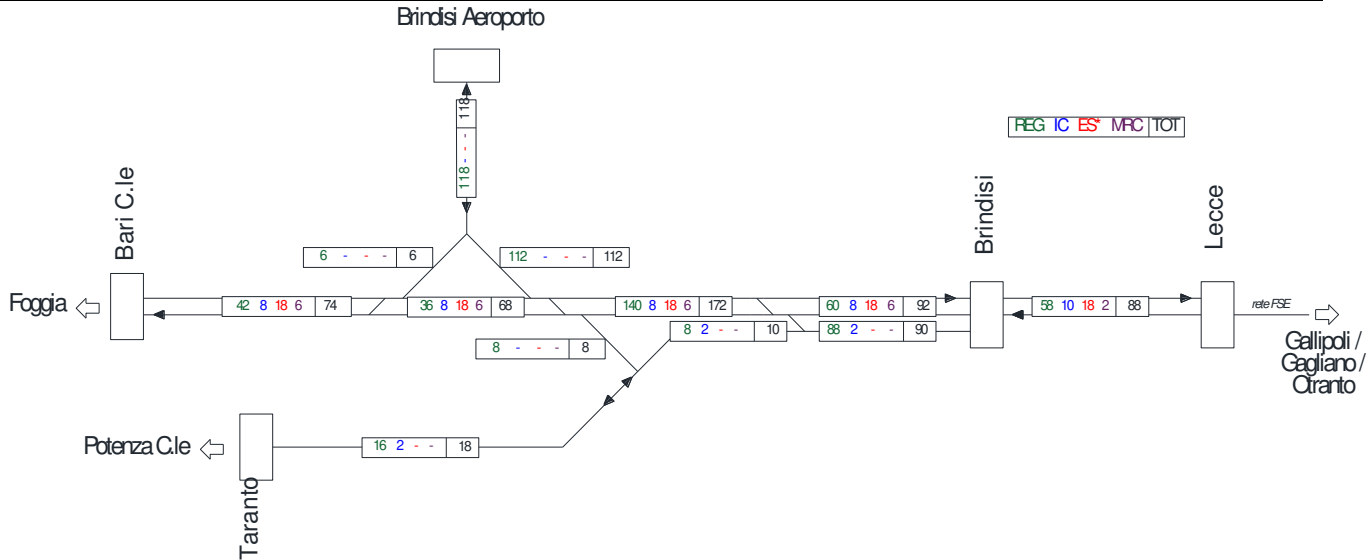 Brindisi Aeroporto
118 - - - 118
REG IC ES* MRC TOT
Bari C.le
Brindisi
Lecce
6 - - - 6
112 - - - 112
Foggia
42 8 18 6 74
36 8 18 6 68
140 8 18 6 172
60 8 18 6 92
58 10 18 2 88
rete FSE
8 2 - - 10
88 2 - - 90
8 - - - 8
Gallipoli /
Gagliano /
Otranto
Potenza C.le
16 2 - - 18
Taranto